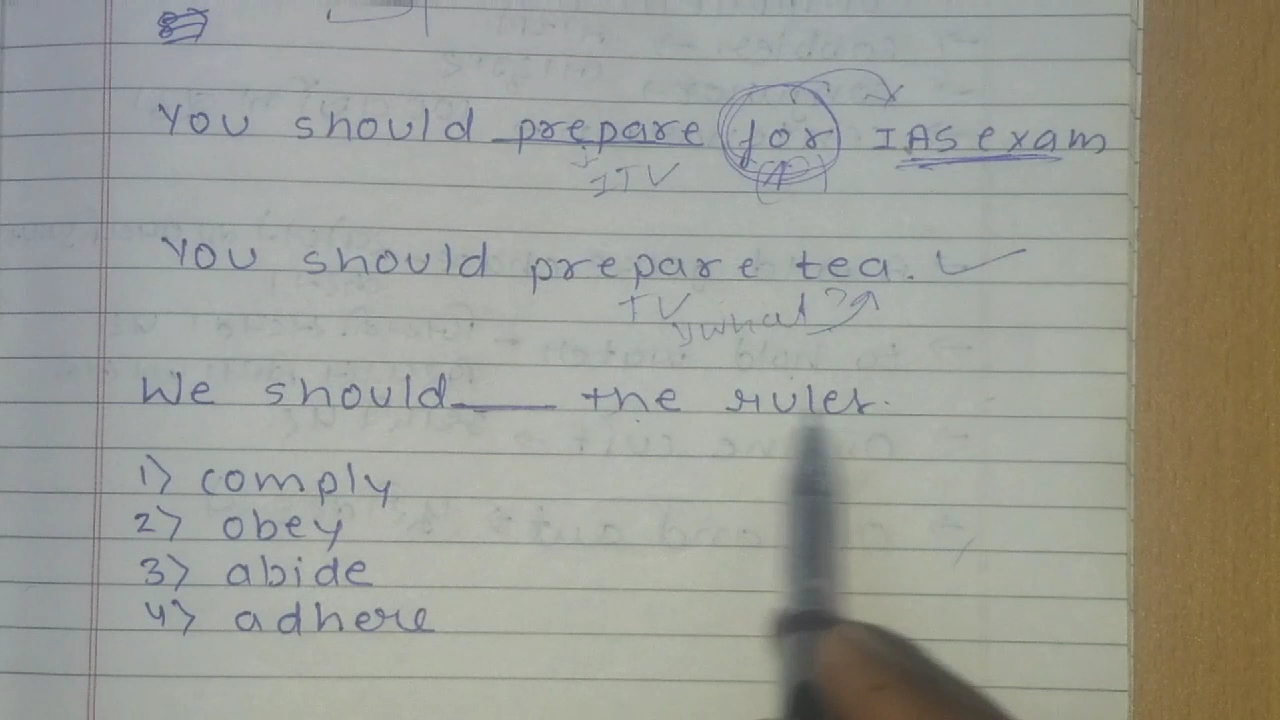 You should prepare for IAS exam
ITV
You should prepare tea.
TV what?
We should ____ the rules.
1) comply
2) obey
3) abide
4) adhere